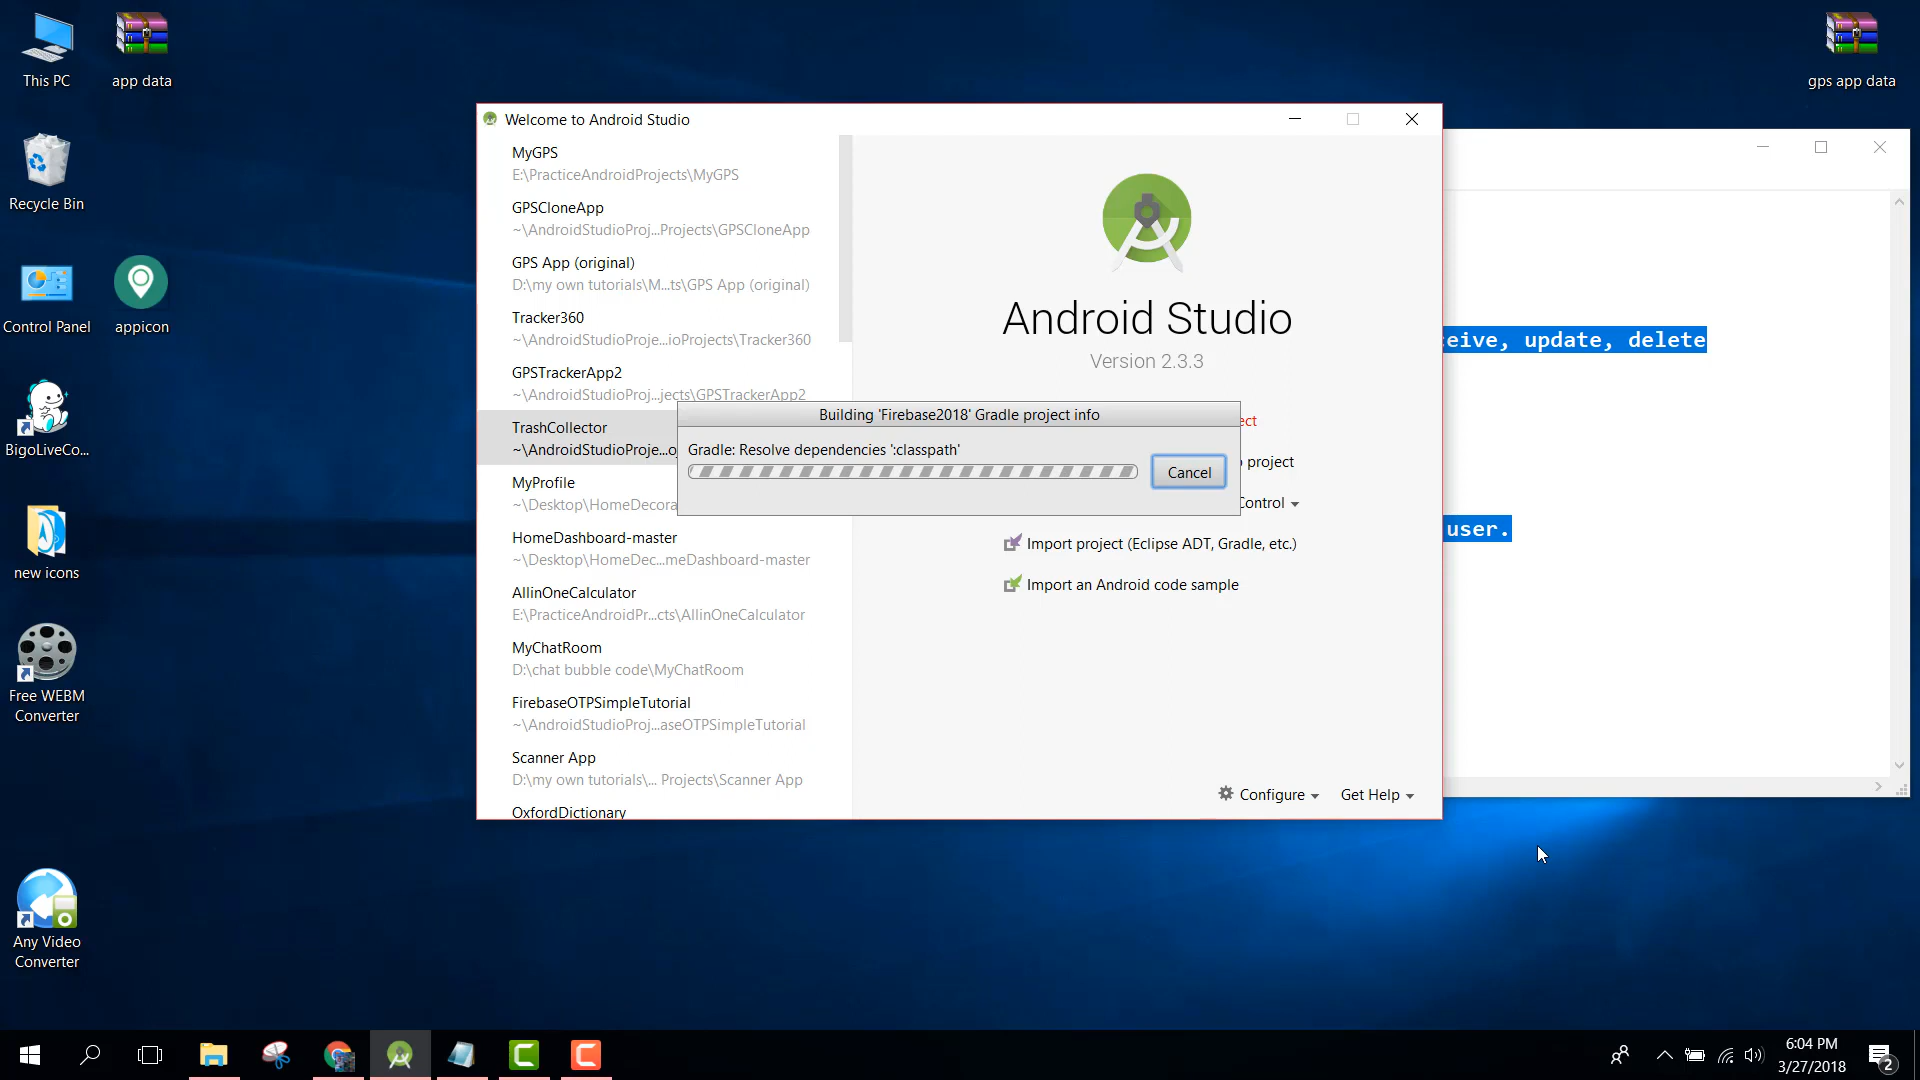 This PC
app data
gps app data
Recycle Bin
Control Panel
appicon
BigoLiveCo...
new icons
Free WEBM
Converter
Any Video
Converter
Welcome to Android Studio
MyGPS
E:\PracticeAndroidProjects\MyGPS
GPSCloneApp
~\AndroidStudioProj...Projects\GPSCloneApp
GPS App (original)
D:\my own tutorials\M...ts\GPS App (original)
Tracker360
~\AndroidStudioProje...ioProjects\Tracker360
GPSTrackerApp2
~\AndroidStudioProj...jects\GPSTrackerApp2
TrashCollector
~\AndroidStudioProje...o
MyProfile
~\Desktop\HomeDecora
HomeDashboard-master
~\Desktop\HomeDec...meDashboard-master
AllinOneCalculator
E:\PracticeAndroidPr...cts\AllinOneCalculator
MyChatRoom
D:\chat bubble code\MyChatRoom
FirebaseOTPSimpleTutorial
~\AndroidStudioProj...aseOTPSimpleTutorial
Scanner App
D:\my own tutorials\... Projects\Scanner App
OxfordDictionary
Android Studio
Version 2.3.3
ect
project
Control
Import project (Eclipse ADT, Gradle, etc.)
Import an Android code sample
Configure
Get Help
Building 'Firebase2018' Gradle project info
Gradle: Resolve dependencies ':classpath'
Cancel
eive, update, delete
user.
6:04 PM
3/27/2018
2